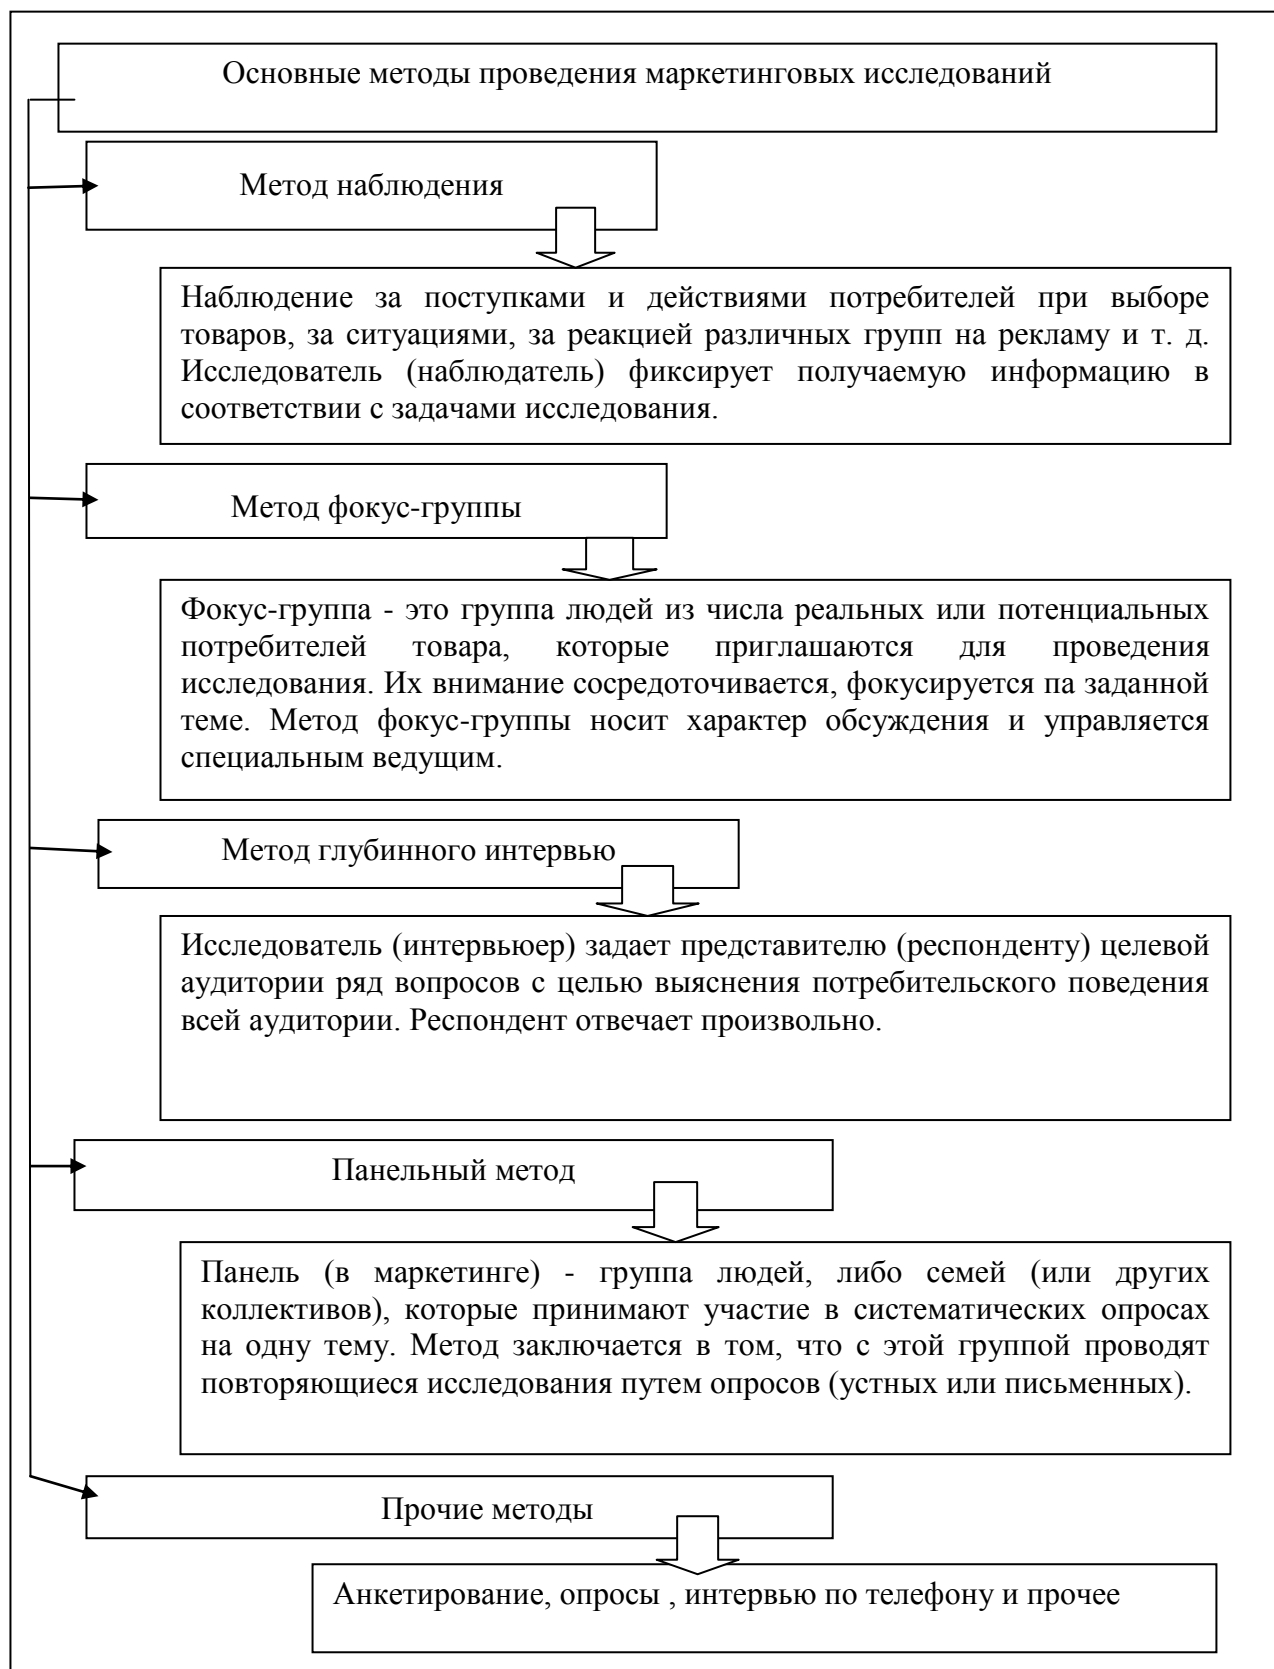 Основные методы проведения маркетинговых исследований
Метод наблюдения
Наблюдение за поступками и действиями потребителей при выборе
товаров, за ситуациями, за реакцией различных групп на рекламу и т. д.
Исследователь (наблюдатель) фиксирует получаемую информацию в
соответствии с задачами исследования.
Метод фокус-группы
Фокус-группа - это группа людей из числа реальных или потенциальных
потребителей товара, которые приглашаются для проведения
исследования. Их внимание сосредоточивается, фокусируется па заданной
теме. Метод фокус-группы носит характер обсуждения и управляется
специальным ведущим.
Метод глубинного интервью
Исследователь (интервьюер) задает представителю (респонденту) целевой
аудитории ряд вопросов с целью выяснения потребительского поведения
всей аудитории. Респондент отвечает произвольно.
Панельный метод
Панель (в маркетинге) - группа людей, либо семей (или других
коллективов), которые принимают участие в систематических опросах
на одну тему. Метод заключается в том, что с этой группой проводят
повторяющиеся исследования путем опросов (устных или письменных).
Прочие методы
Анкетирование, опросы , интервью по телефону и прочее